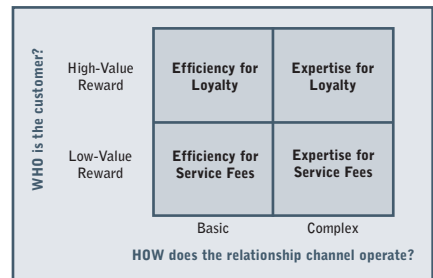 WHO is the customer?
High-Value
Reward
Efficiency for
Loyalty
Expertise for
Loyalty
Low-Value
Reward
Efficiency for
Service Fees
Expertise for
Service Fees
Basic
Complex
HOW does the relationship channel operate?